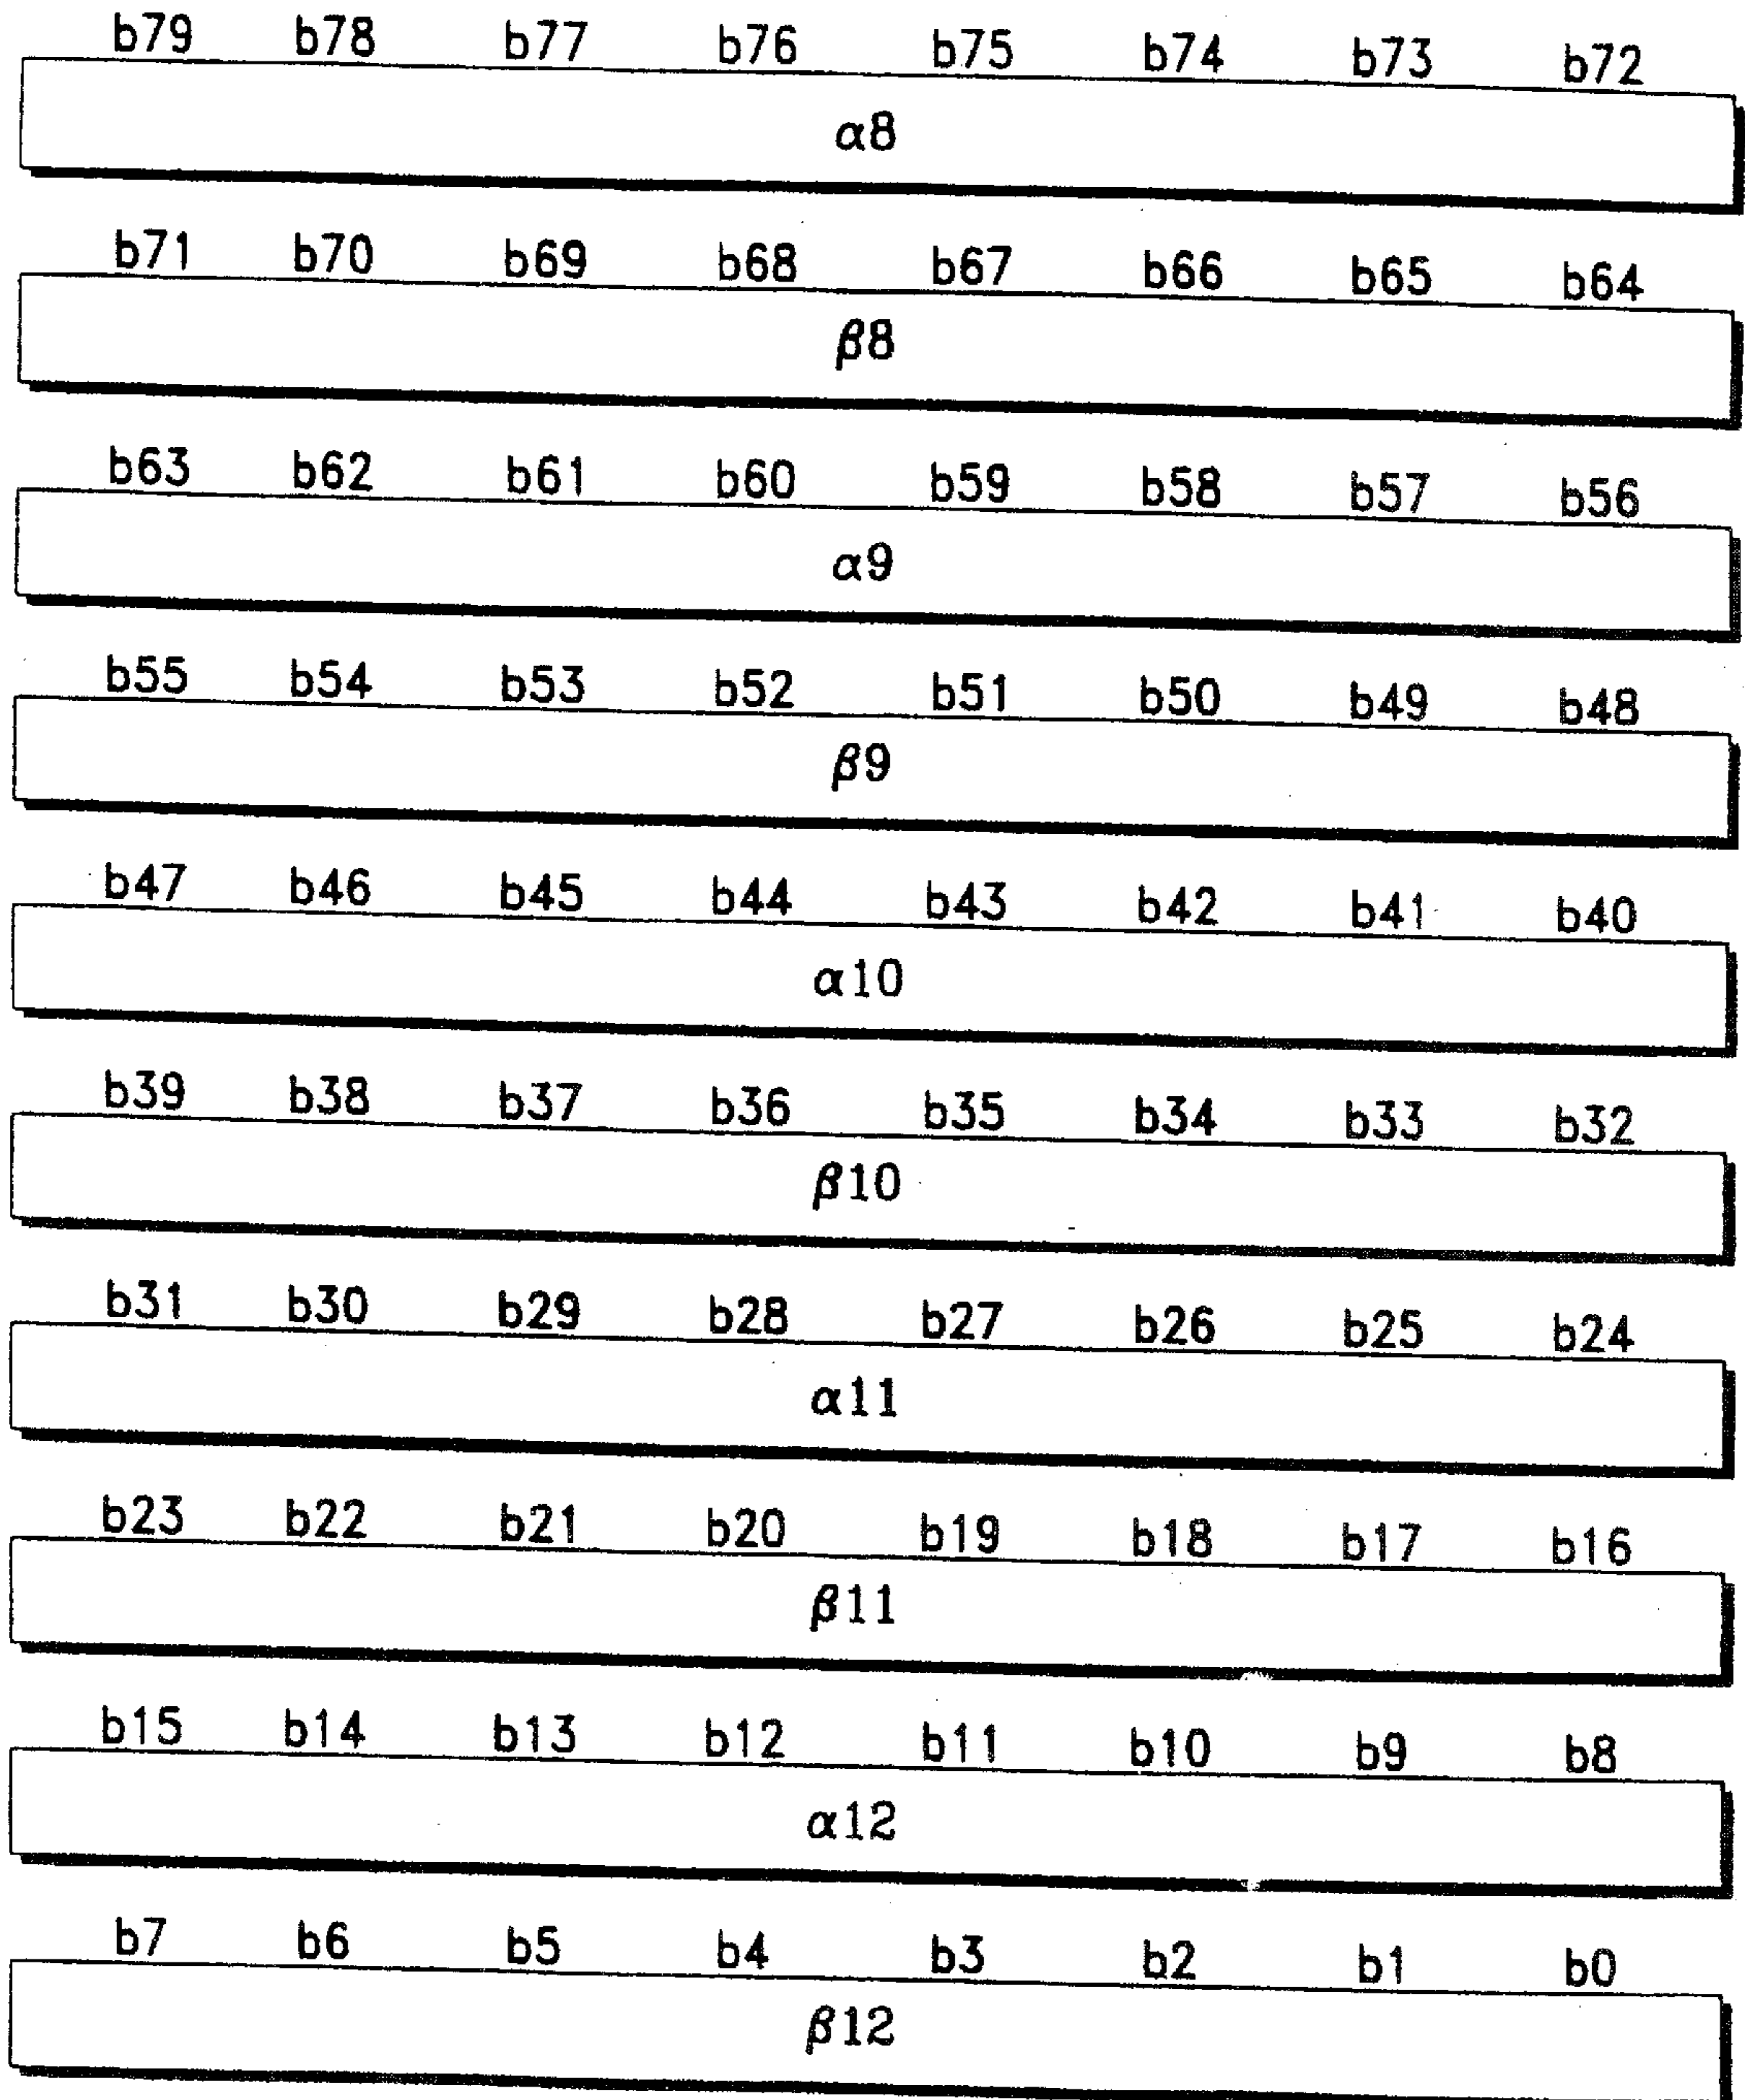 b79 b78 b77 b76 b75 b74 b73 b72
α8
b71 b70 b69 b68 b67 b66 b65 b64
β8
b63 b62 b61 b60 b59 b58 b57 b56
α9
b55 b54 b53 b52 b51 b50 b49 b48
β9
b47 b46 b45 b44 b43 b42 b41 b40
α10
b39 b38 b37 b36 b35 b34 b33 b32
β10
b31 b30 b29 b28 b27 b26 b25 b24
α11
b23 b22 b21 b20 b19 b18 b17 b16
β11
b15 b14 b13 b12 b11 b10 b9 b8
α12
b7 b6 b5 b4 b3 b2 b1 b0
β12